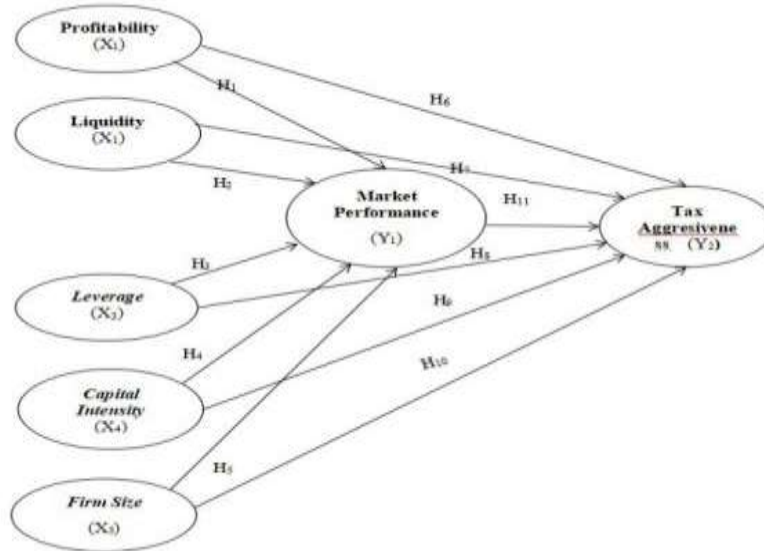 Profitability
(X₁)
H₁
H₆
Liquidity
(X₁)
H₂
H₇
Market
Performance
(Y₁)
H₁₁
Tax
Aggresivene
ss. (Y₂)
H₃
H₈
Leverage
(X₃)
H₉
H₄
H₁₀
Capital
Intensity
(X₄)
H₅
Firm Size
(X₅)